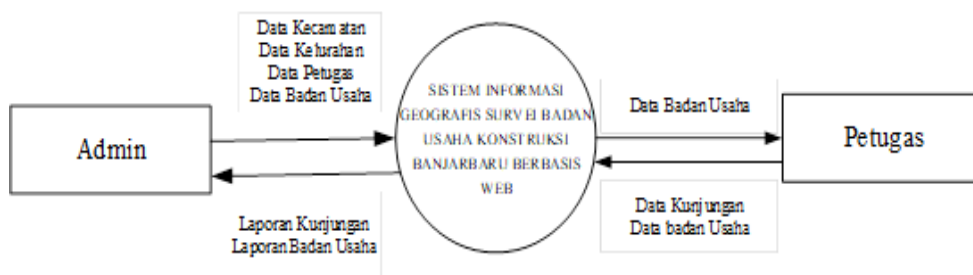 Data Kecamatan
Data Kelurahan
Data Petugas
Data Badan Usaha
Admin
SISTEM INFORMASI
GEOGRAFIS SURVEI BADAN
USAHA KONSTRUKSI
BANJARBARU BERBASIS
WEB
Data Badan Usaha
Petugas
Laporan Kunjungan
Laporan Badan Usaha
Data Kunjungan
Data badan Usaha